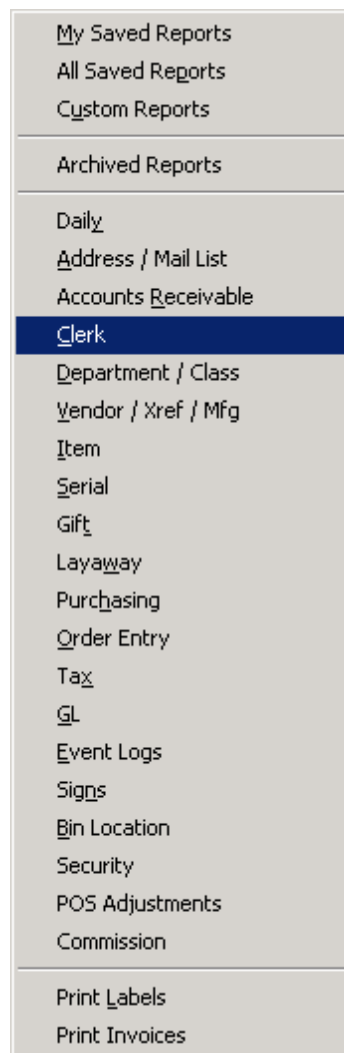 My Saved Reports
All Saved Reports
Custom Reports
Archived Reports
Daily
Address / Mail List
Accounts Receivable
Clerk
Department / Class
Vendor / Xref / Mfg
Item
Serial
Gift
Layaway
Purchasing
Order Entry
Tax
GL
Event Logs
Signs
Bin Location
Security
POS Adjustments
Commission
Print Labels
Print Invoices